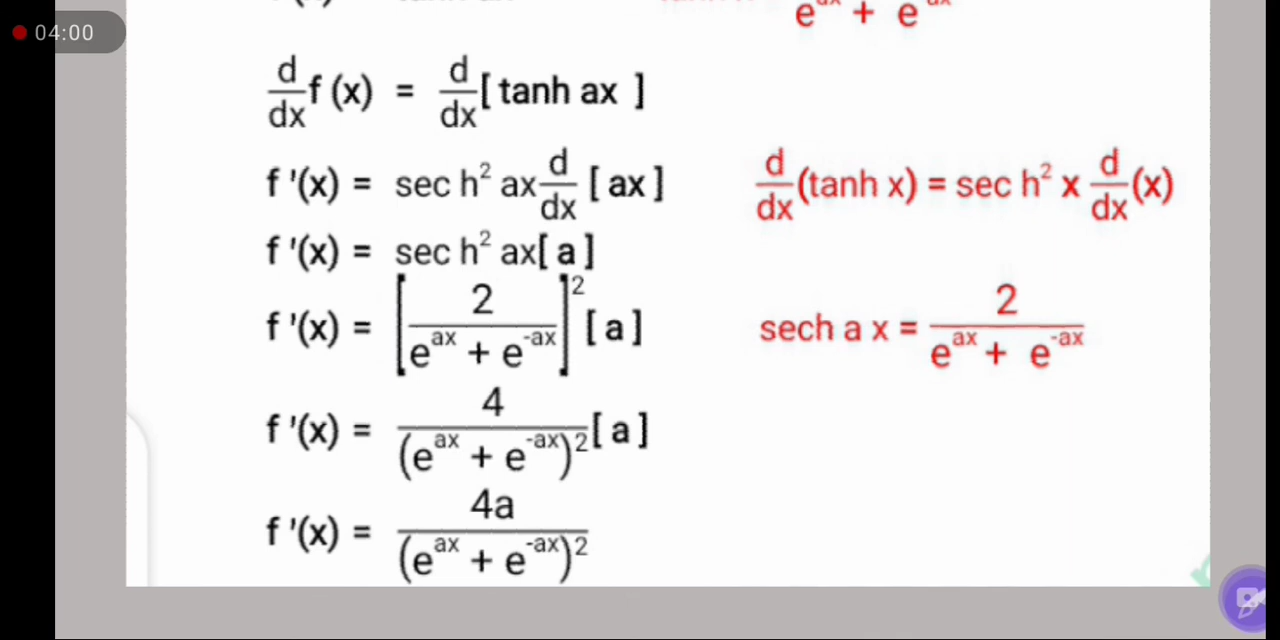 04:00
e^ax + e
d/dx f (x) = d/dx [ tanh ax ]
f '(x) = sec h² ax d/dx [ ax ]
d/dx (tanh x) = sec h² x d/dx (x)
f '(x) = sec h² ax[ a ]
f '(x) = [ 2 / e^ax + e^-ax ]² [ a ]
sech a x = 2 / e^ax + e^-ax
f '(x) = 4 / (e^ax + e^-ax)² [ a ]
f '(x) = 4a / (e^ax + e^-ax)²